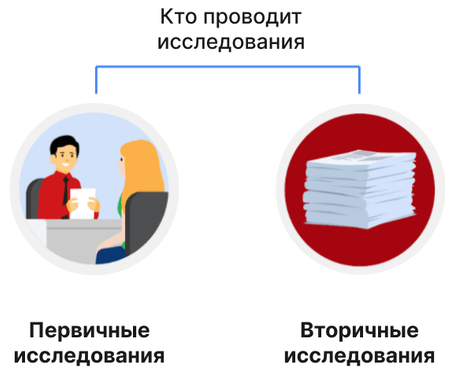 Кто проводит
исследования
Первичные
исследования
Вторичные
исследования